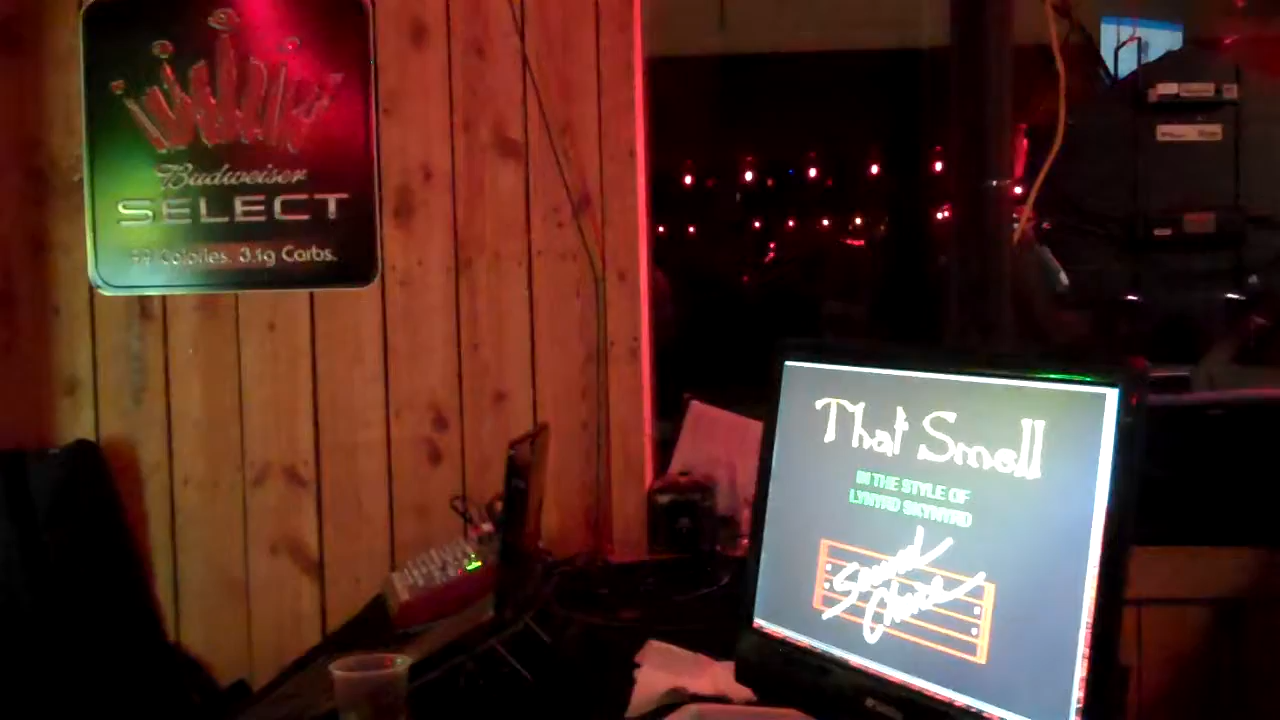 Budweiser
SELECT
99 Calories. 3.1g Carbs.
That Smell
IN THE STYLE OF
LYNYRD SKYNYRD
Sound
Choice